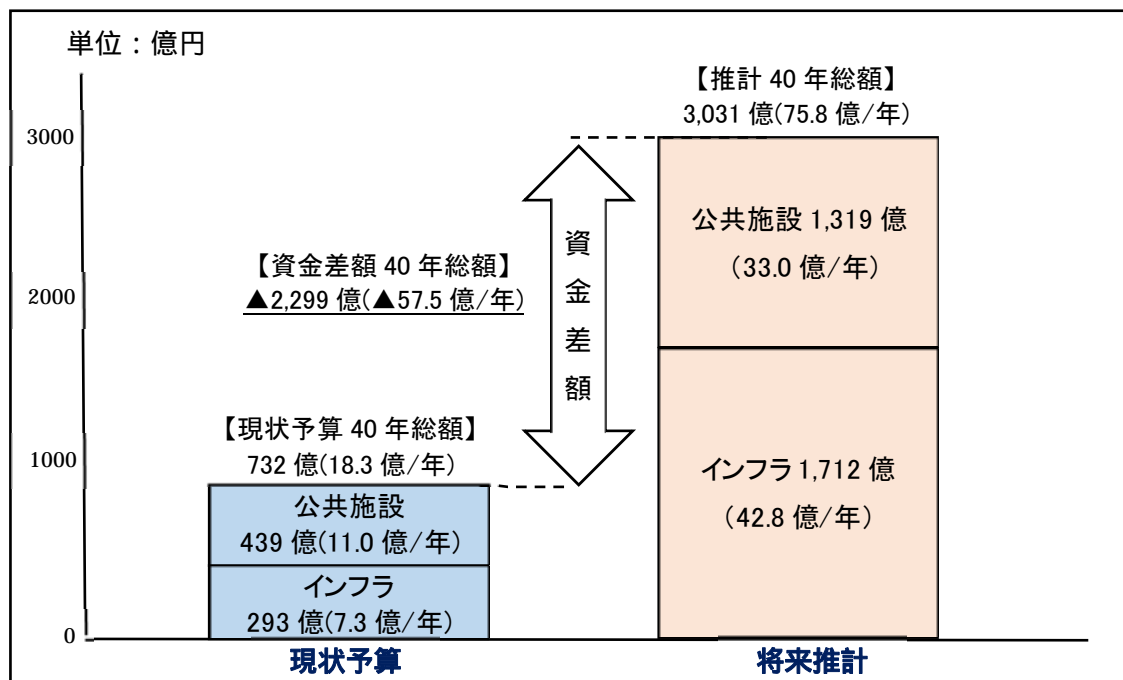 単位：億円
【推計 40 年総額】
3,031 億(75.8 億/年)
3000
公共施設 1,319 億
（33.0 億/年）
資金差額
【資金差額 40 年総額】
▲2,299 億(▲57.5 億/年)
2000
【現状予算 40 年総額】
732 億(18.3 億/年)
1000
インフラ 1,712 億
（42.8 億/年）
公共施設
439 億(11.0 億/年)
インフラ
293 億(7.3 億/年)
0
現状予算
将来推計